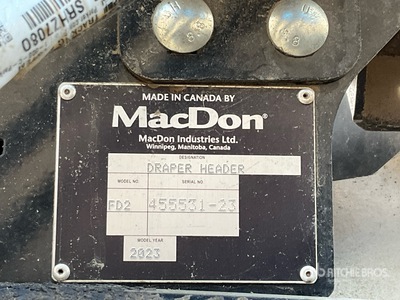 SRHZ7080
MADE IN CANADA BY
MacDon®
MacDon Industries Ltd.
Winnipeg, Manitoba, Canada
DESIGNATION
DRAPER HEADER
MODEL NO. SERIAL NO.
FD2 455531-23
MODEL YEAR
2023
RITCHIE BROS.